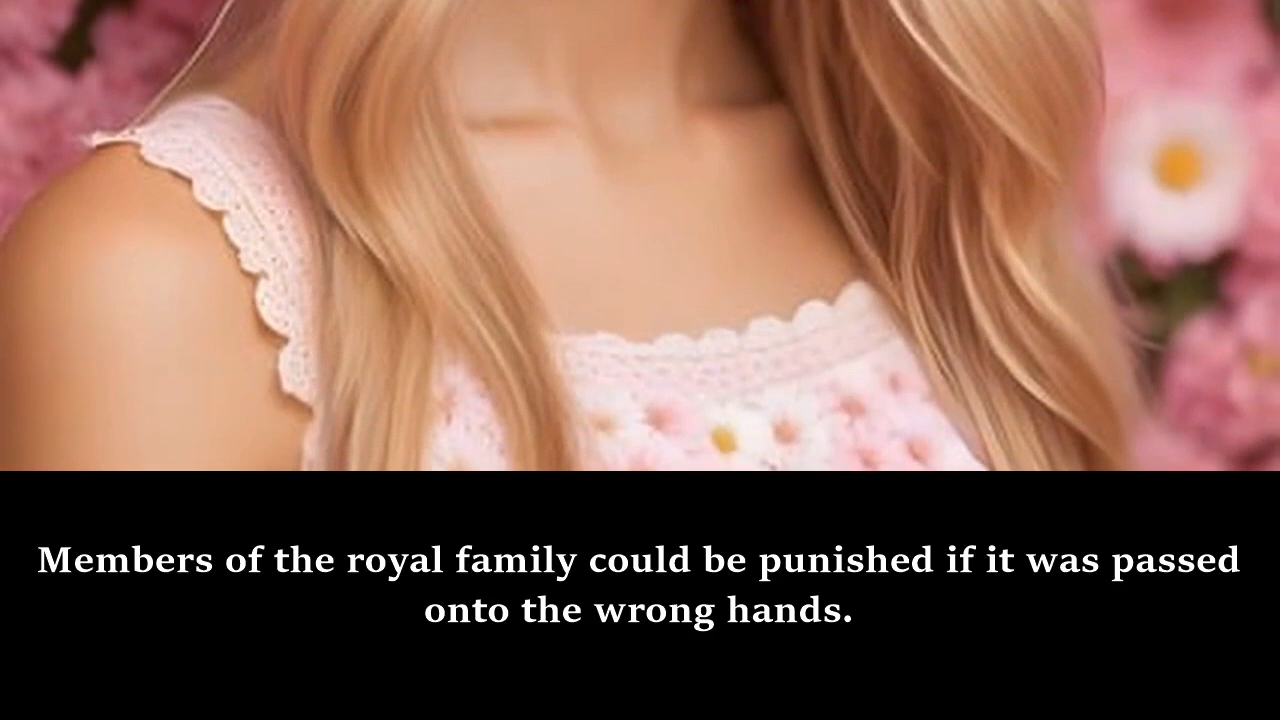 Members of the royal family could be punished if it was passed
onto the wrong hands.